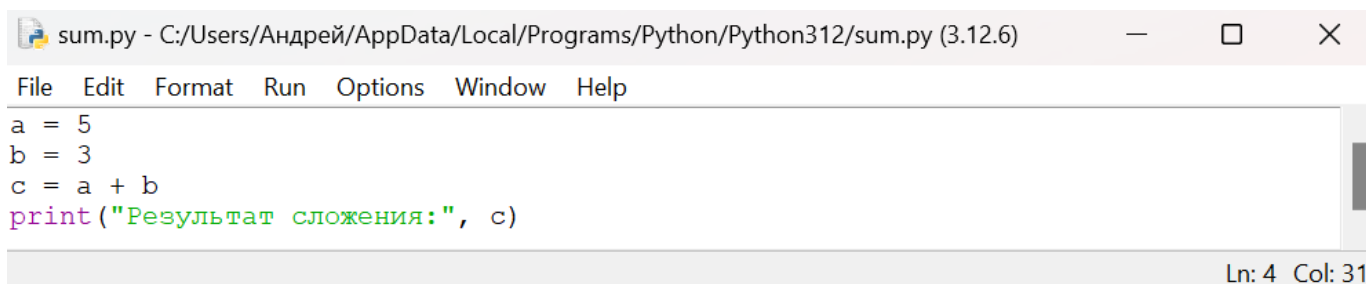 sum.py - C:/Users/Андрей/AppData/Local/Programs/Python/Python312/sum.py (3.12.6)
File Edit Format Run Options Window Help
a = 5
b = 3
c = a + b
print("Результат сложения:", c)
Ln: 4 Col: 31